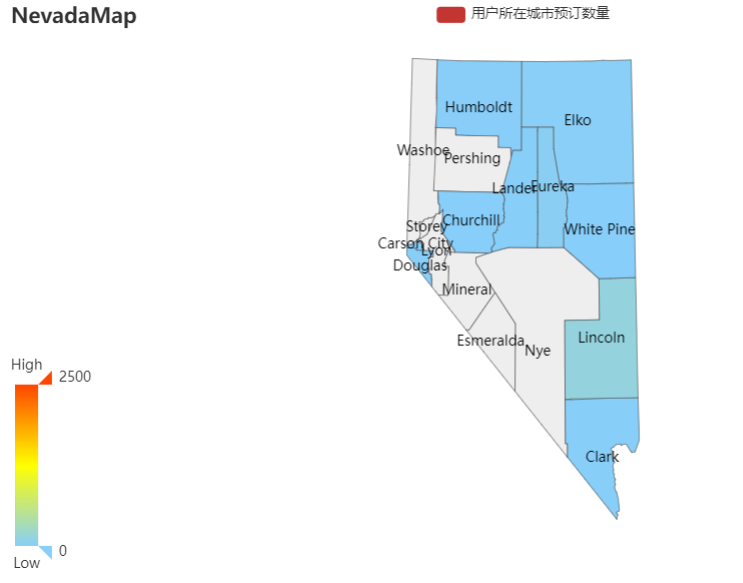 NevadaMap
用户所在城市预订数量
Humboldt
Elko
Washoe
Pershing
Lander
Eureka
Storey
Churchill
White Pine
Carson City
Lyon
Douglas
Mineral
Esmeralda
Nye
Lincoln
Clark
High
2500
0
Low